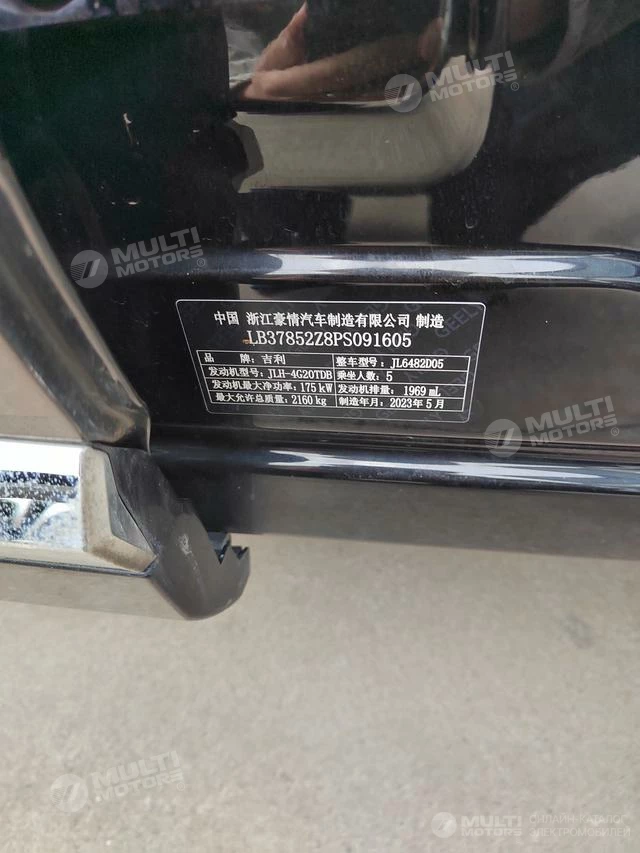 MULTI
MOTORS®
MULTI
MOTORS®
中国 浙江豪情汽车制造有限公司 制造
LB37852Z8PS091605
品牌:吉利 整车型号:JL6482D05
发动机型号:JLH-4G20TDB 乘坐人数:5
发动机最大净功率:175 kW 发动机排量:1969 mL
最大允许总质量:2160 kg 制造年月:2023年5月
MULTI
MOTORS®
MULTI
MOTORS®
MULTI
MOTORS
ОНЛАЙН-КАТАЛОГ
ЭЛЕКТРОМОБИЛЕЙ